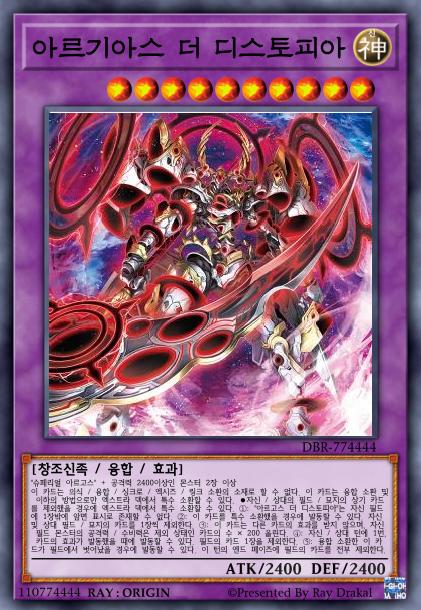 아르기아스 더 디스토피아
신
神
DBR-774444
[창조신족 / 융합 / 효과]
"슈페리얼 아르고스" + 공격력 2400이상인 몬스터 2장 이상
이 카드는 의식 / 융합 / 싱크로 / 엑시즈 / 링크 소환의 소재로 할 수 없다. 이 카드는 융합 소환 및
이하의 방법으로만 엑스트라 덱에서 특수 소환할 수 있다. ●자신 / 상대의 필드 / 묘지의 상기 카드
를 제외했을 경우에 엑스트라 덱에서 특수 소환할 수 있다. ①: "아르고스 더 디스토피아"는 자신 필드
에 1장밖에 앞면 표시로 존재할 수 없다. ②: 이 카드를 특수 소환했을 경우에 발동할 수 있다. 자신
및 상대 필드 / 묘지의 카드를 1장씩 제외한다. ③: 이 카드는 다른 카드의 효과를 받지 않으며, 자신
필드 몬스터의 공격력 / 수비력은 제외 상태인 카드의 수 × 200 올린다. ④: 자신 / 상대 턴에 1번,
카드의 효과가 발동했을 때에 발동할 수 있다. 필드의 카드 1장을 제외한다. ⑤: 융합 소환한 이 카
드가 필드에서 벗어났을 경우에 발동할 수 있다. 이 턴의 엔드 페이즈에 필드의 카드를 전부 제외한다.
ATK/2400 DEF/2400
110774444 RAY : ORIGIN
©Presented By Ray Drakal